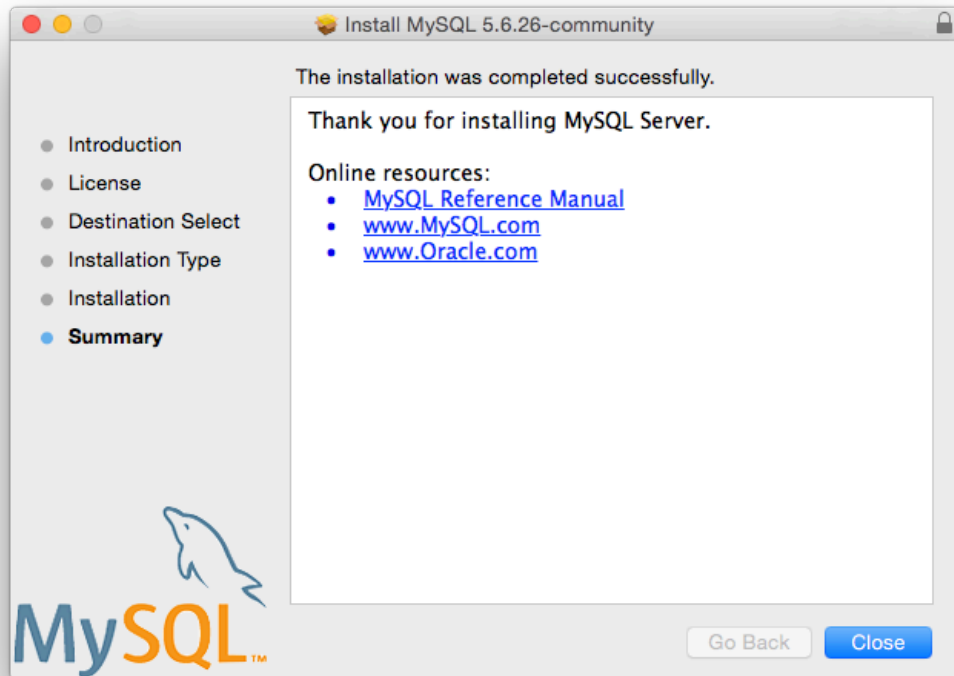 Install MySQL 5.6.26-community
The installation was completed successfully.
Introduction
License
Destination Select
Installation Type
Installation
Summary
Thank you for installing MySQL Server.
Online resources:
• MySQL Reference Manual
• www.MySQL.com
• www.Oracle.com
MySQL™
Go Back
Close